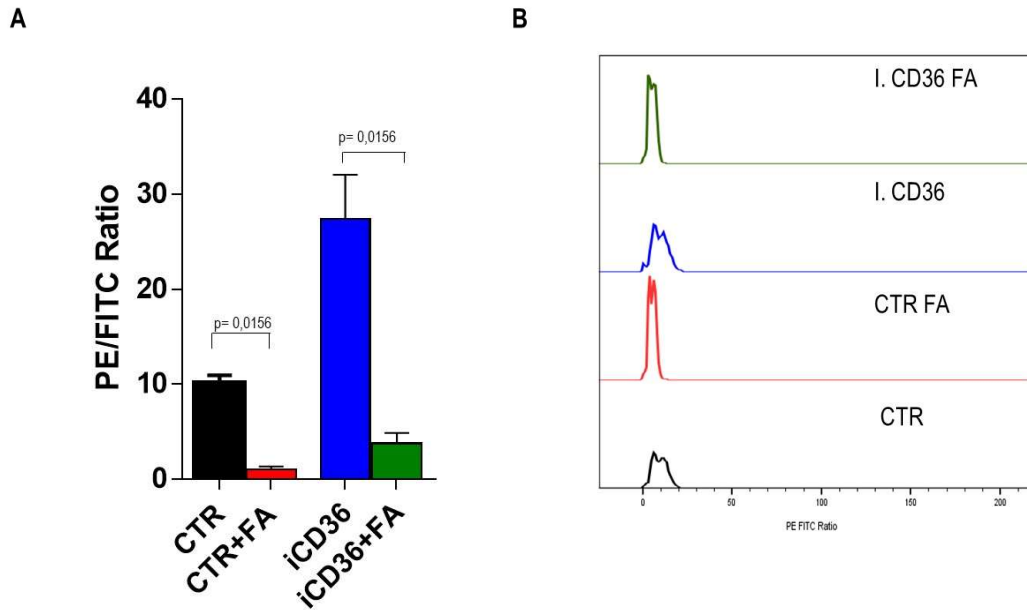 A
PE/FITC Ratio
40
30
20
10
0
p= 0,0156
p= 0,0156
CTR
CTR+FA
iCD36
iCD36+FA
B
I. CD36 FA
I. CD36
CTR FA
CTR
0
50
100
150
200
PE FITC Ratio